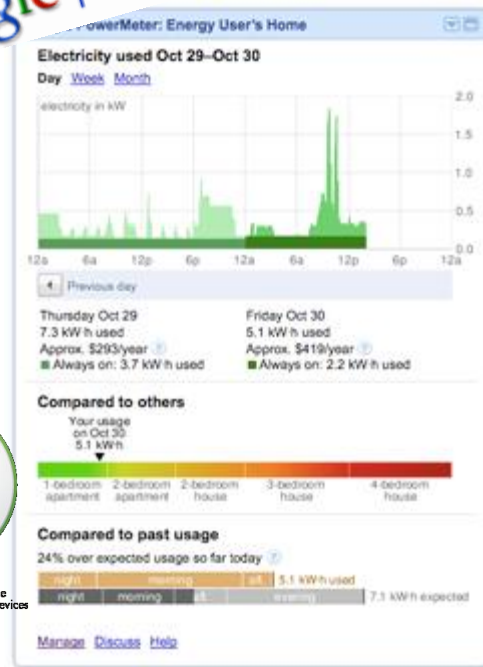 PowerMeter: Energy User's Home
Electricity used Oct 29–Oct 30
Day Week Month
electricity in kW
2.0
1.5
1.0
0.5
0.0
12a 6a 12p 6p 12a 6a 12p 6p 12a
Previous day
Thursday Oct 29 Friday Oct 30
7.3 kW·h used 5.1 kW·h used
Approx. $293/year ? Approx. $419/year ?
Always on: 3.7 kW·h used Always on: 2.2 kW·h used
Compared to others
Your usage
on Oct 30
5.1 kW·h
1-bedroom 2-bedroom 2-bedroom 3-bedroom 4-bedroom
apartment apartment house house house
Compared to past usage
24% over expected usage so far today ?
night morning aft. 5.1 kW·h used
night morning aft. evening 7.1 kW·h expected
Manage Discuss Help